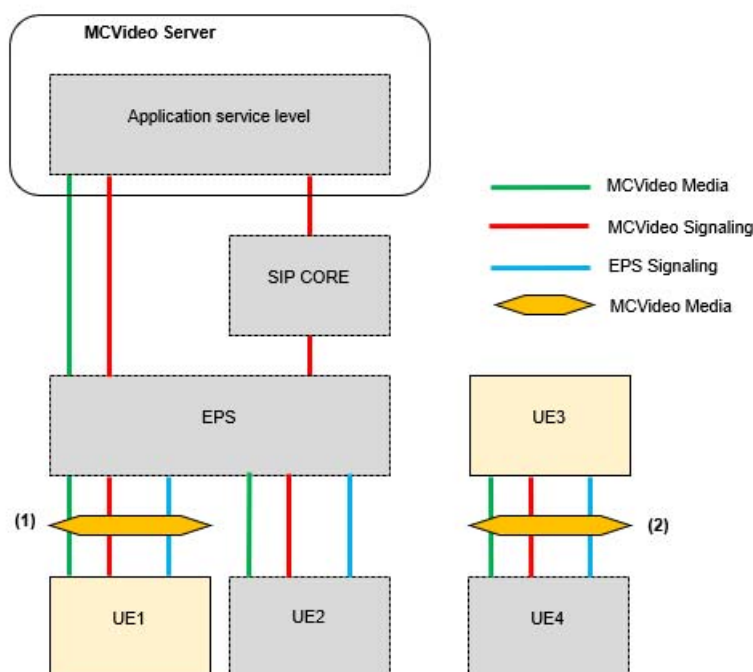 MCVideo Server
Application service level
MCVideo Media
MCVideo Signaling
EPS Signaling
MCVideo Media
SIP CORE
EPS
UE3
(1)
(2)
UE1
UE2
UE4